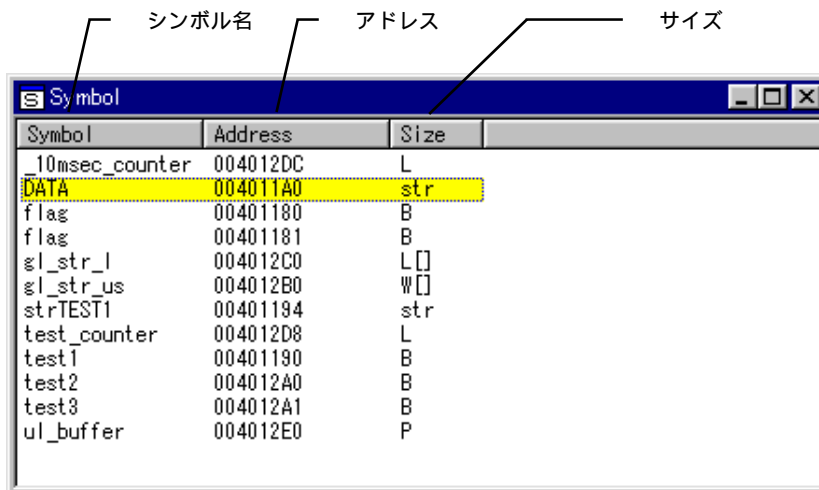 シンボル名 アドレス サイズ
S Symbol
Symbol Address Size
_10msec_counter 004012DC L
DATA 004011A0 str
flag 00401180 B
flag 00401181 B
gl_str_l 004012C0 L[]
gl_str_us 004012B0 W[]
strTEST1 00401194 str
test_counter 004012D8 L
test1 00401190 B
test2 004012A0 B
test3 004012A1 B
ul_buffer 004012E0 P